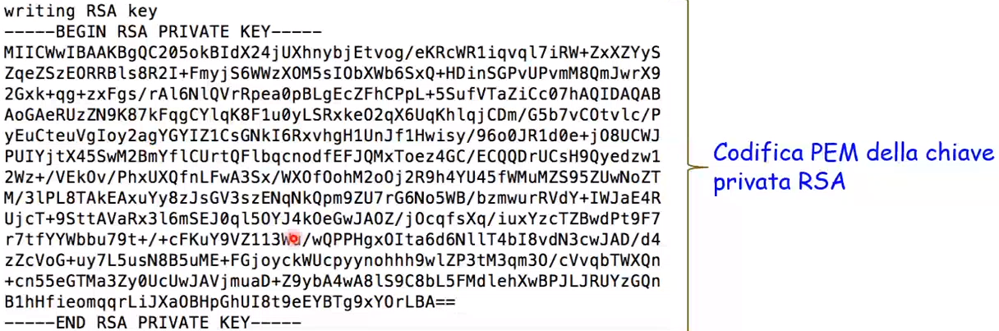 writing RSA key
-----BEGIN RSA PRIVATE KEY-----
MIICWwIBAAKBgQC205okBIdX24jUXhnybjEtvog/eKRcWR1iqvql7iRW+ZxXZYyS
ZqeZSzEORRBls8R2I+FmyjS6WWzXOM5sIObXWb6SxQ+HDinSGPvUPvmM8QmJwrX9
2Gxk+qg+zxFgs/rAl6NlQVrRpea0pBLgEcZFhCPpL+5SufVTaZiCc07hAQIDAQAB
AoGAeRUzZN9K87kFqgCYlqK8F1u0yLSRxkeO2qX6UqKhlqjCDm/G5b7vCOtvlc/P
yEuCteuVgIoy2agYGYIZ1CsGNkI6RxvhgH1UnJf1Hwisy/96o0JR1d0e+jO8UCWJ
PUIYjtX45SwM2BmYflCUrtQFlbqcnodfEFJQMxToez4GC/ECQQDrUCsH9Qyedzw1
2Wz+/VEkOv/PhxUXQfnLFwA3Sx/WXOfOohM2oOj2R9h4YU45fWMuMZS95ZUwNoZT
M/3lPL8TAkEAxuYy8zJsGV3szENqNkQpm9ZU7rG6No5WB/bzmwurRVdY+IWJaE4R
UjcT+9SttAVaRx3l6mSEJ0ql5OYJ4kOeGwJAOZ/jOcqfsXq/iuxYzcTZBwdPt9F7
r7tfYYWbbu79t+/+cFKuY9VZ113Wu/wQPPHgxOIta6d6NllT4bI8vdN3cwJAD/d4
zZcVoG+uy7L5usN8B5uME+FGjoyckWUcpyynohhh9wlZP3tM3qm3O/cVvqbTWXQn
+cn55eGTMa3Zy0UcUwJAVjmuaD+Z9ybA4wA8lS9C8bL5FMdlehXwBPJLJRUYzGQn
B1hHfieomqqrLiJXaOBHpGhUI8t9eEYBTg9xYOrLBA==
-----END RSA PRIVATE KEY-----
Codifica PEM della chiave
privata RSA